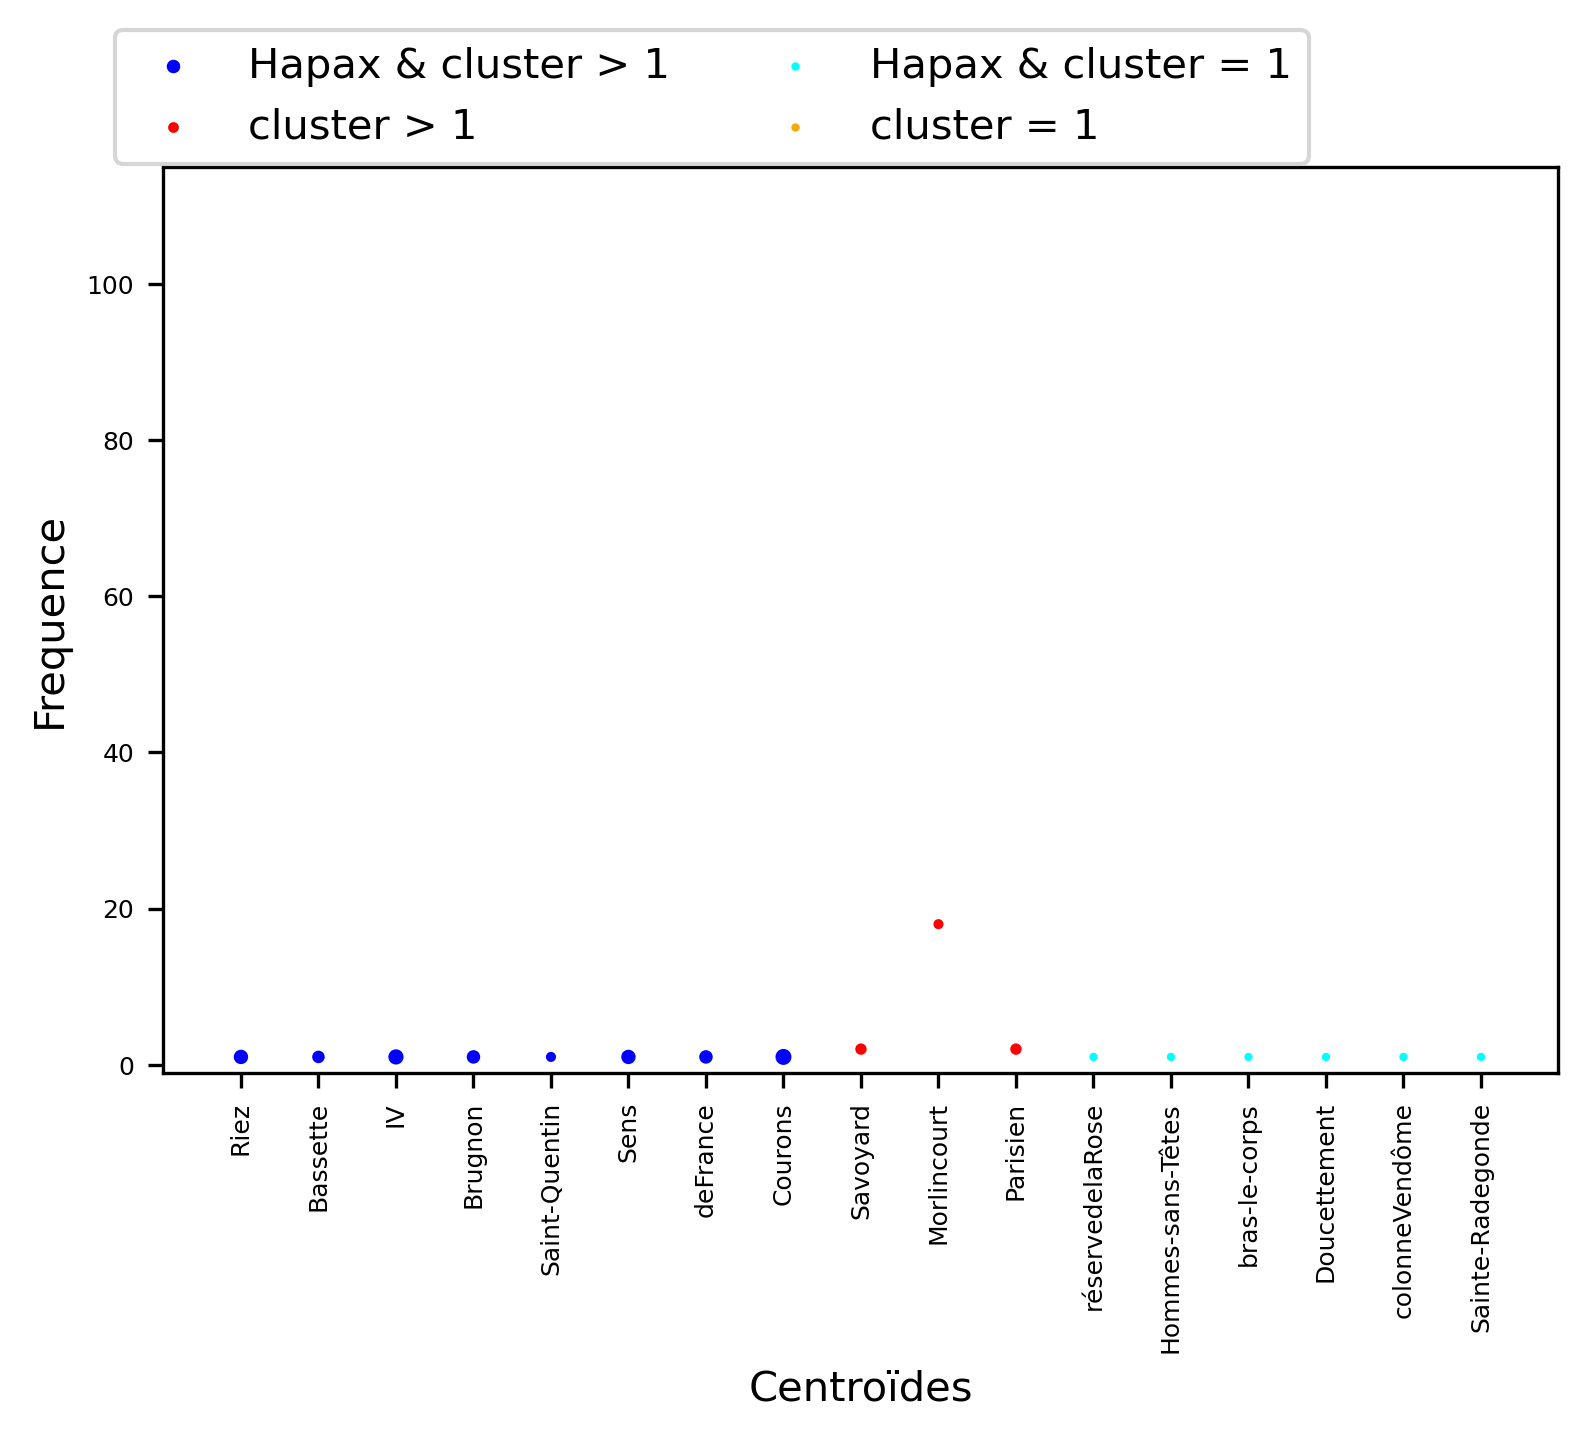 Hapax & cluster > 1
cluster > 1
Hapax & cluster = 1
cluster = 1
Frequence
100
80
60
40
20
0
Riez
Bassette
IV
Brugnon
Saint-Quentin
Sens
deFrance
Courons
Savoyard
Morlincourt
Parisien
réservedelaRose
Hommes-sans-Têtes
bras-le-corps
Doucettement
colonneVendôme
Sainte-Radegonde
Centroïdes